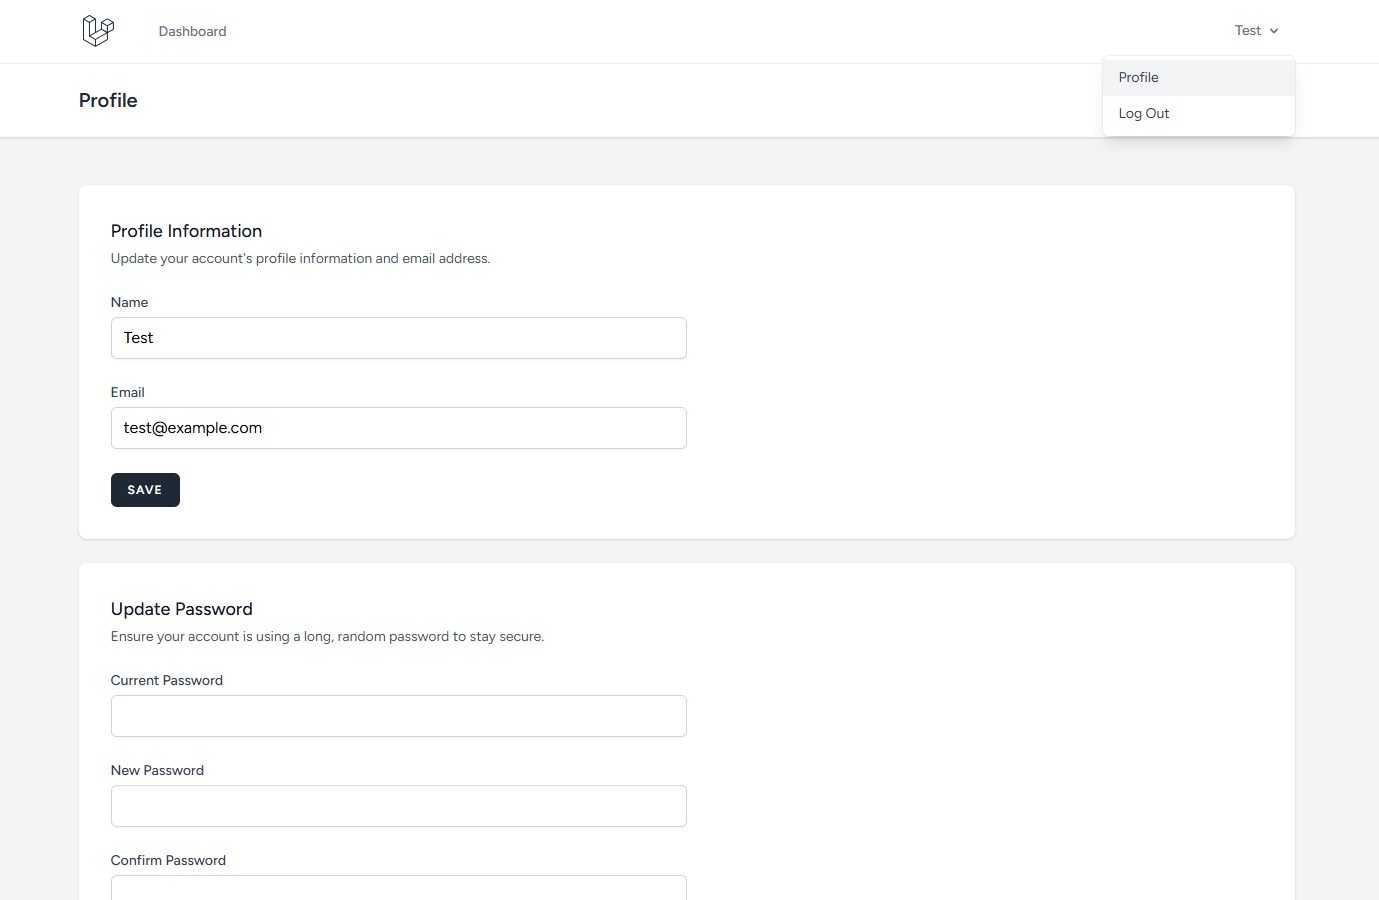 Dashboard
Test
Profile
Log Out
Profile
Profile Information
Update your account's profile information and email address.
Name
Test
Email
test@example.com
SAVE
Update Password
Ensure your account is using a long, random password to stay secure.
Current Password
New Password
Confirm Password